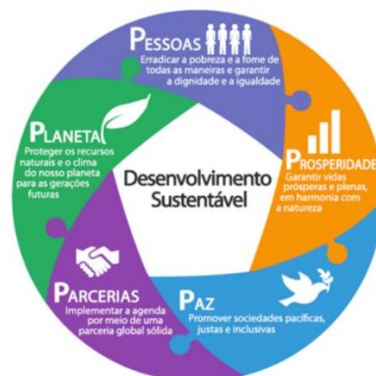 PESSOAS
Erradicar a pobreza e a fome de
todas as maneiras e garantir
a dignidade e a igualdade
PROSPERIDADE
Garantir vidas
prósperas e plenas,
em harmonia com
a natureza
PAZ
Promover sociedades pacíficas,
justas e inclusivas
PARCERIAS
Implementar a agenda
por meio de uma
parceria global sólida
PLANETA
Proteger os recursos
naturais e o clima
do nosso planeta
para as gerações
futuras
Desenvolvimento
Sustentável